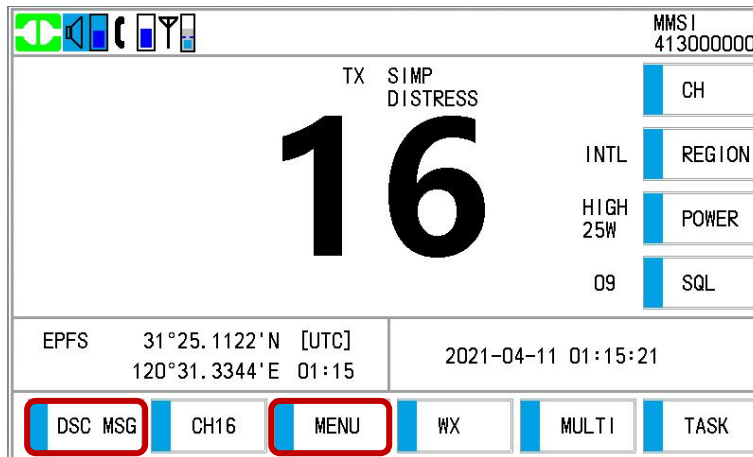 MMSI
413000000
TX SIMP
DISTRESS
CH
16
INTL REGION
HIGH
25W
POWER
09 SQL
EPFS 31°25.1122'N [UTC]
120°31.3344'E 01:15
2021-04-11 01:15:21
DSC MSG CH16 MENU WX MULTI TASK